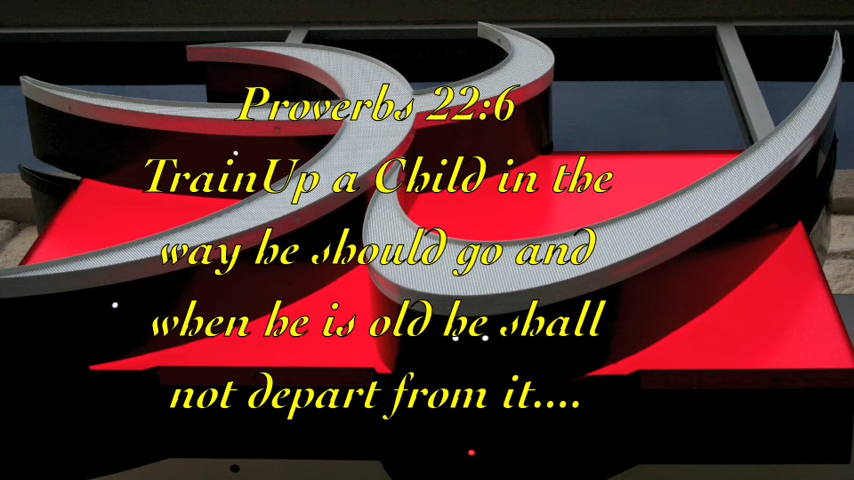 Proverbs 22:6
TrainUp a Child in the
way he should go and
when he is old he shall
not depart from it....